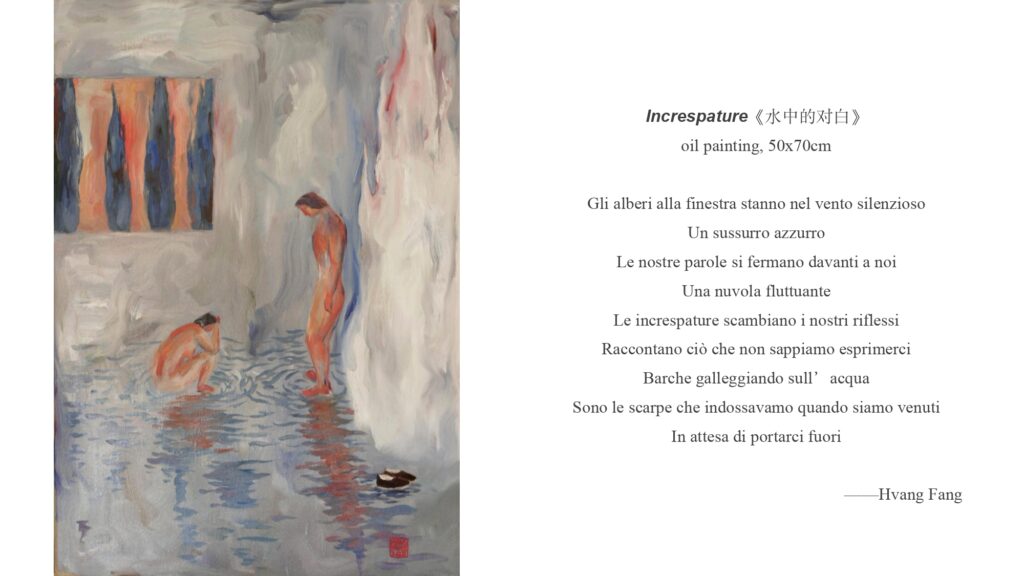 Increspature《水中的对白》
oil painting, 50x70cm
Gli alberi alla finestra stanno nel vento silenzioso
Un sussurro azzurro
Le nostre parole si fermano davanti a noi
Una nuvola fluttuante
Le increspature scambiano i nostri riflessi
Raccontano ciò che non sappiamo esprimerci
Barche galleggiando sull’ acqua
Sono le scarpe che indossavamo quando siamo venuti
In attesa di portarci fuori
——Hvang Fang